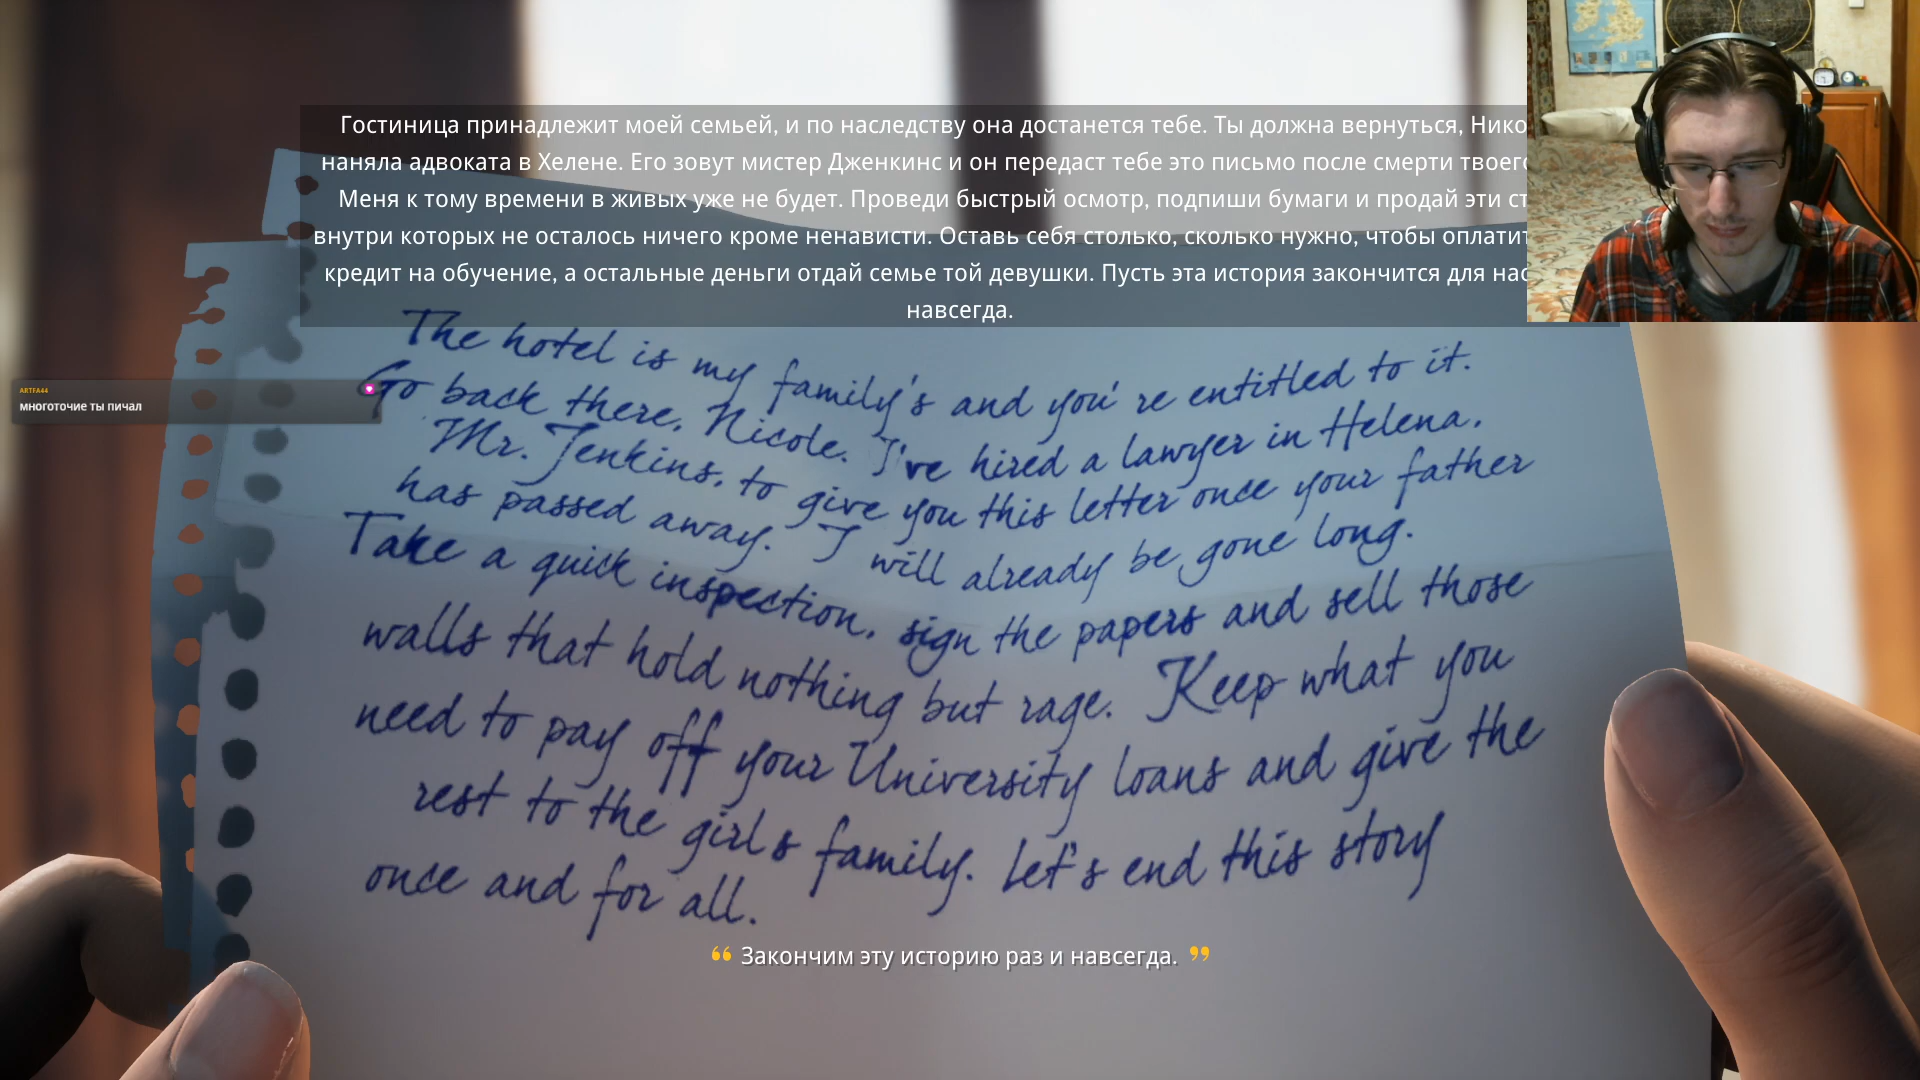 Гостиница принадлежит моей семьей, и по наследству она достанется тебе. Ты должна вернуться,
наняла адвоката в Хелене. Его зовут мистер Дженкинс и он передаст тебе это письмо после смерти
Меня к тому времени в живых уже не будет. Проведи быстрый осмотр, подпиши бумаги и продай эти
внутри которых не осталось ничего кроме ненависти. Оставь себя столько, сколько нужно, чтобы
кредит на обучение, а остальные деньги отдай семье той девушки. Пусть эта история закончится для
навсегда.
The hotel is my family's and you're entitled to it.
Go back there, Nicole. I've hired a lawyer in Helena,
Mr. Jenkins, to give you this letter once your father
has passed away. I will already be gone long.
Take a quick inspection, sign the papers and sell those
walls that hold nothing but rage. Keep what you
need to pay off your University loans and give the
rest to the girls family. Let's end this story
once and for all.
ARTFA44
многоточие ты пичал
“ Закончим эту историю раз и навсегда. ”